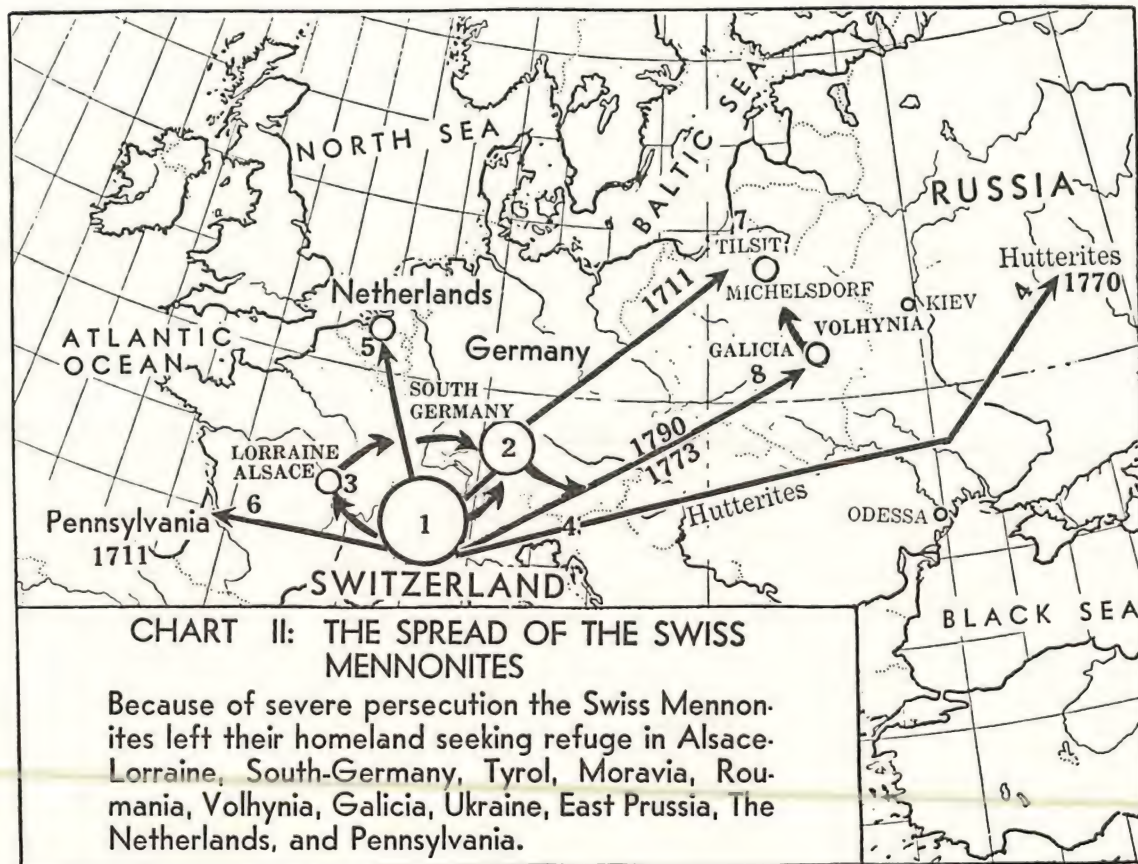 NORTH SEA
BALTIC SEA
RUSSIA
7
TILSIT
Hutterites
4 1770
MICHELSDORF
1711
KIEV
VOLHYNIA
Netherlands
ATLANTIC
OCEAN
5
Germany
GALICIA
8
SOUTH
GERMANY
2
1790
1773
LORRAINE
ALSACE
3
6
Pennsylvania
1711
1
4
Hutterites
ODESSA
SWITZERLAND
BLACK SEA
CHART II: THE SPREAD OF THE SWISS
MENNONITES
Because of severe persecution the Swiss Mennon-
ites left their homeland seeking refuge in Alsace-
Lorraine, South-Germany, Tyrol, Moravia, Rou-
mania, Volhynia, Galicia, Ukraine, East Prussia, The
Netherlands, and Pennsylvania.